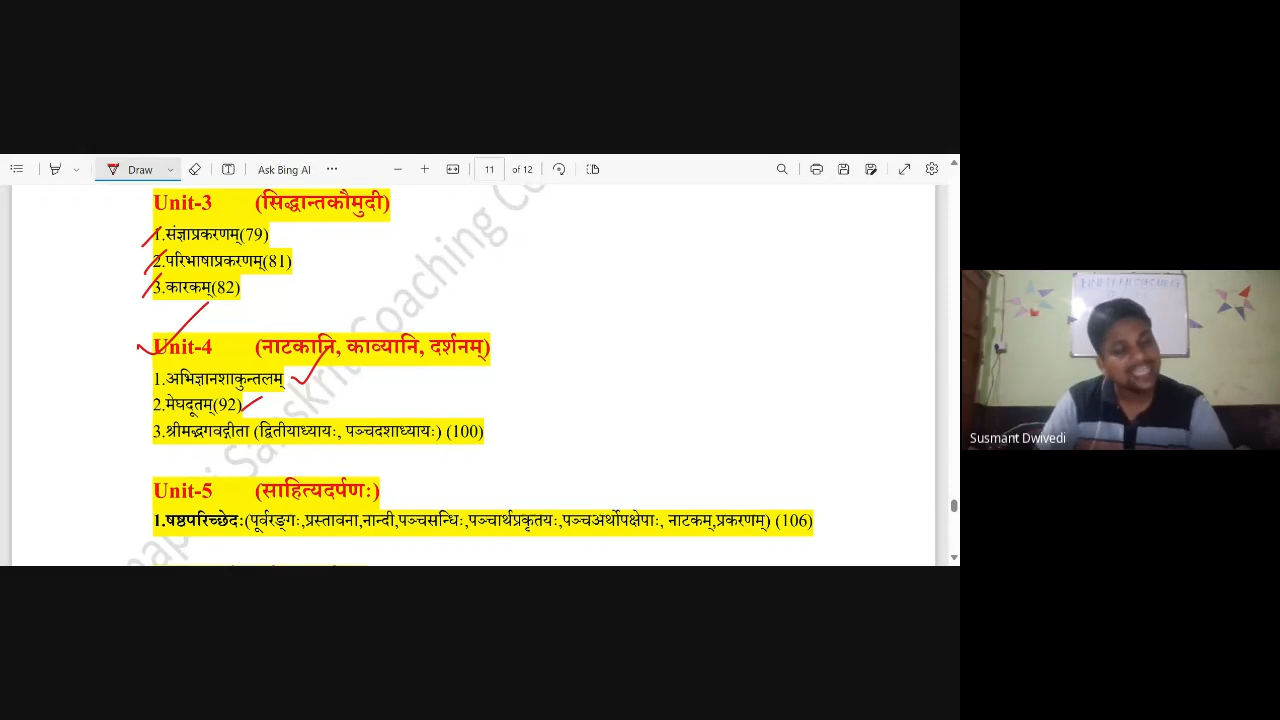 Draw
Ask Bing AI
11 of 12
Unit-3 (सिद्धान्तकौमुदी)
1.संज्ञाप्रकरणम्(79)
2.परिभाषाप्रकरणम्(81)
3.कारकम्(82)
Unit-4 (नाटकानि, काव्यानि, दर्शनम्)
1.अभिज्ञानशाकुन्तलम्
2.मेघदूतम्(92)
3.श्रीमद्भगवद्गीता (द्वितीयाध्यायः, पञ्चदशाध्यायः) (100)
Unit-5 (साहित्यदर्पणः)
1.षष्ठपरिच्छेदः(पूर्वरङ्गः,प्रस्तावना,नान्दी,पञ्चसन्धिः,पञ्चार्थप्रकृतयः,पञ्चअर्थोपक्षेपाः, नाटकम्,प्रकरणम्) (106)
Sanskrit Coaching
Susmant Dwivedi